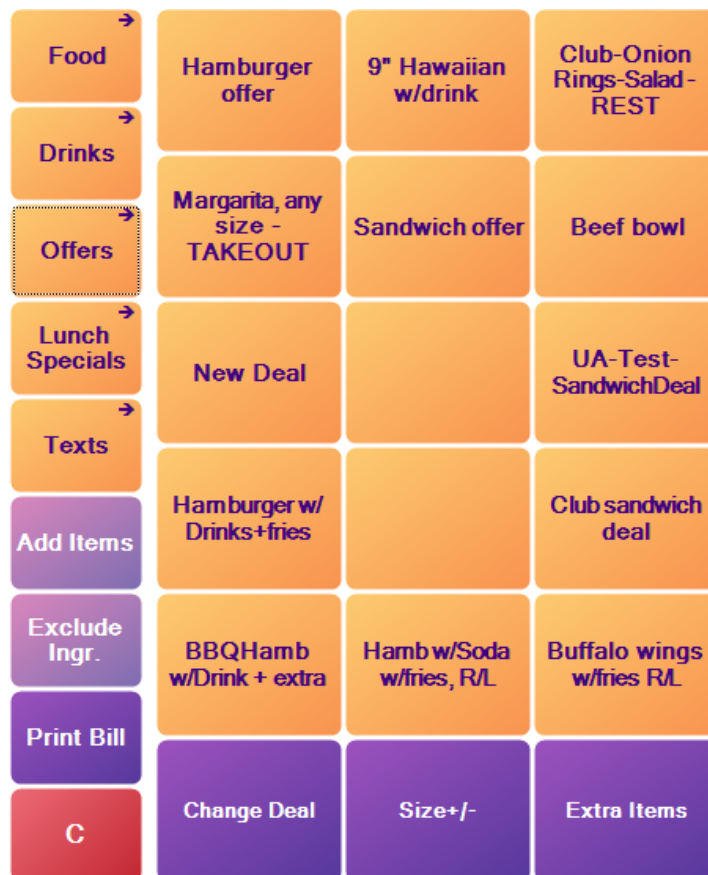 Food
Drinks
Offers
Lunch
Specials
Texts
Add Items
Exclude
Ingr.
Print Bill
C
Hamburger
offer
9" Hawaiian
w/drink
Club-Onion
Rings-Salad -
REST
Margarita, any
size -
TAKEOUT
Sandwich offer
Beef bowl
New Deal
UA-Test-
SandwichDeal
Hamburger w/
Drinks+fries
Club sandwich
deal
BBQHamb
w/Drink + extra
Hamb w/Soda
w/fries, R/L
Buffalo wings
w/fries R/L
Change Deal
Size+/-
Extra Items